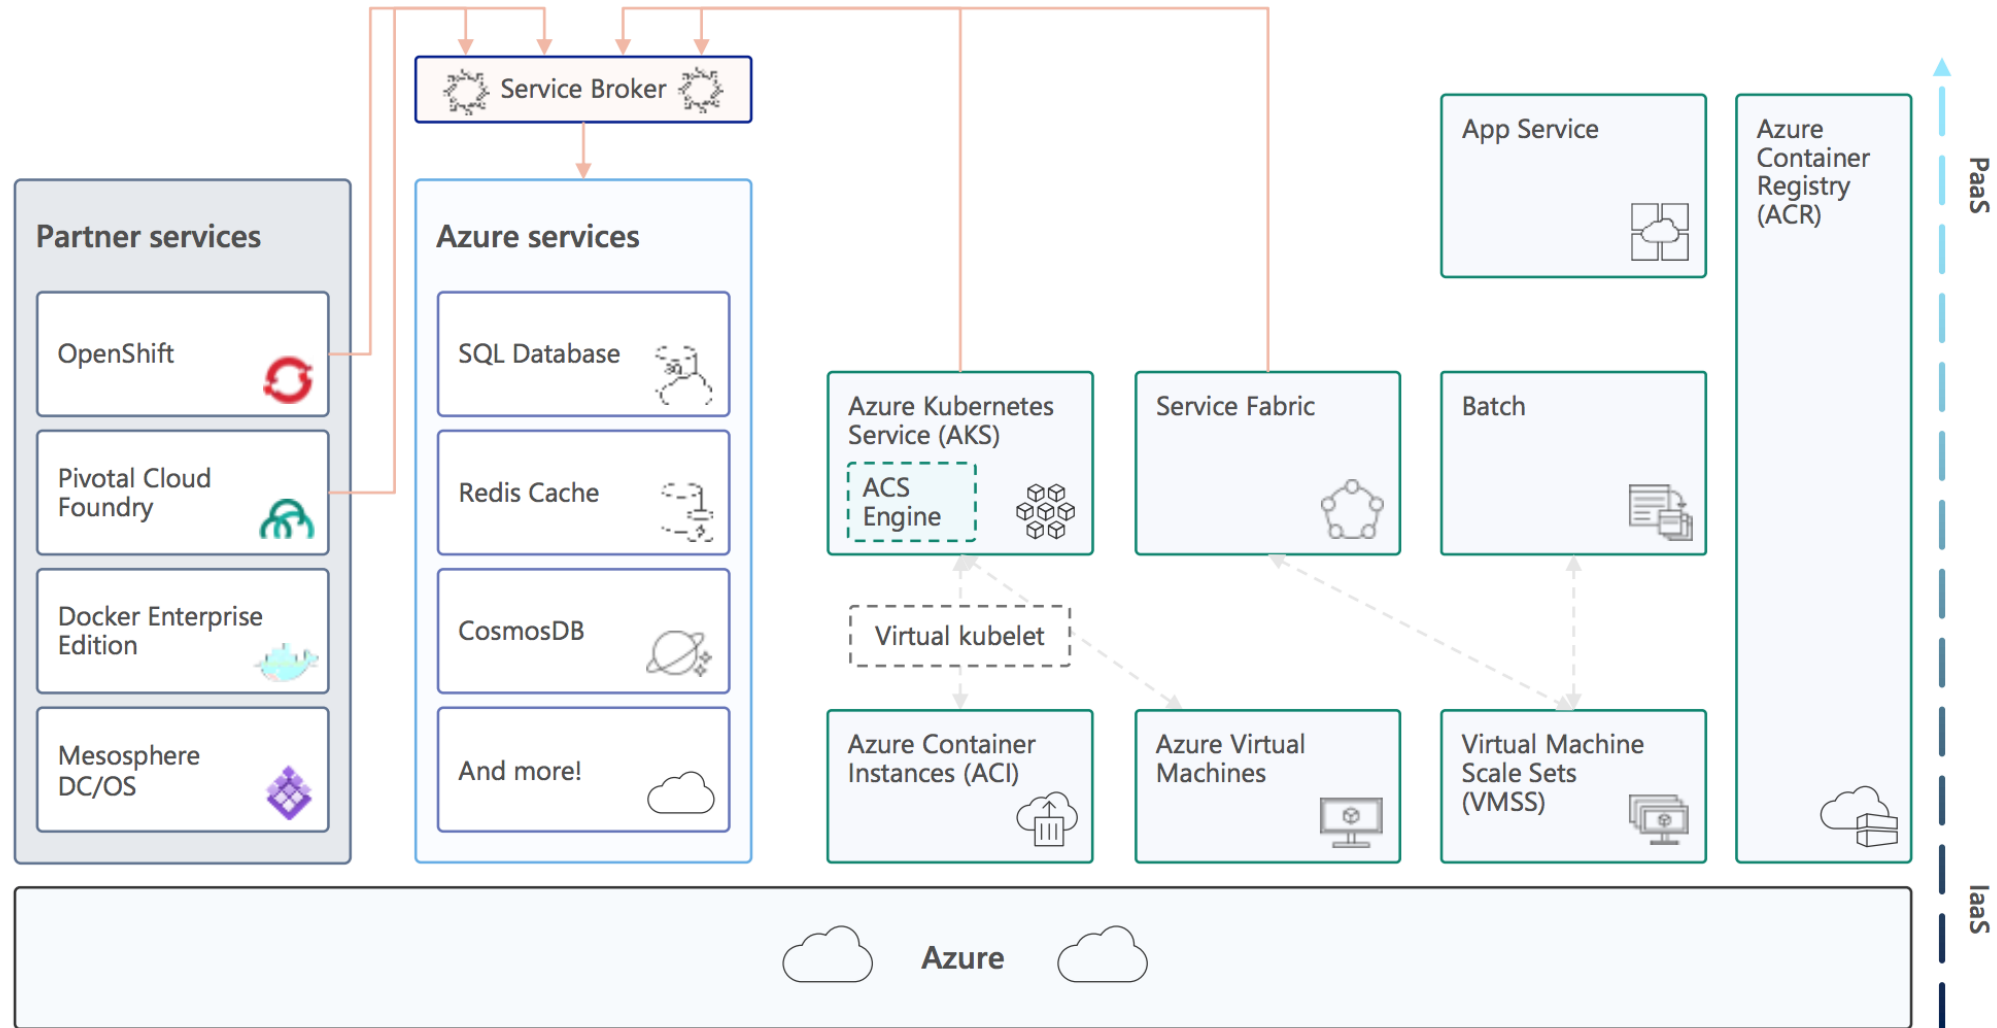 Service Broker
App Service
Azure
Container
Registry
(ACR)
PaaS
Partner services
Azure services
OpenShift
SQL Database
Azure Kubernetes
Service (AKS)
ACS
Engine
Service Fabric
Batch
Pivotal Cloud
Foundry
Redis Cache
Docker Enterprise
Edition
CosmosDB
Virtual kubelet
Mesosphere
DC/OS
And more!
Azure Container
Instances (ACI)
Azure Virtual
Machines
Virtual Machine
Scale Sets
(VMSS)
IaaS
Azure